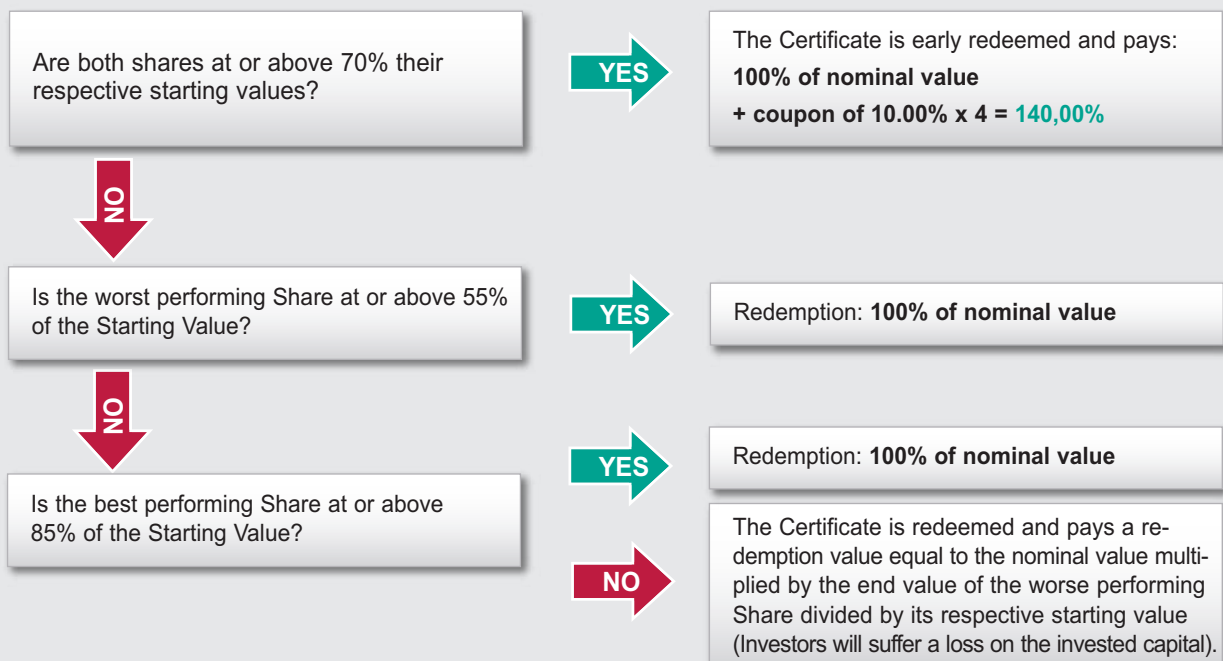 Are both shares at or above 70% their
respective starting values?
YES
The Certificate is early redeemed and pays:
100% of nominal value
+ coupon of 10.00% x 4 = 140,00%
NO
Is the worst performing Share at or above 55%
of the Starting Value?
YES
Redemption: 100% of nominal value
NO
Is the best performing Share at or above
85% of the Starting Value?
YES
Redemption: 100% of nominal value
NO
The Certificate is redeemed and pays a re-
demption value equal to the nominal value multi-
plied by the end value of the worse performing
Share divided by its respective starting value
(Investors will suffer a loss on the invested capital).